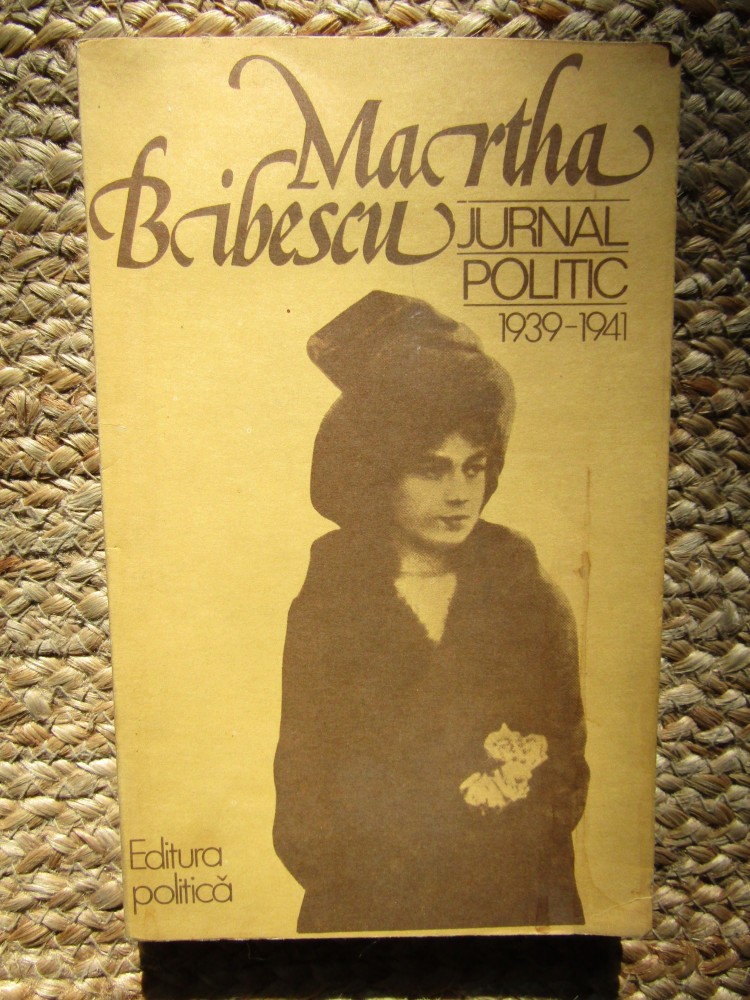 Martha
Bibescu
JURNAL
POLITIC
1939-1941
Editura
politică